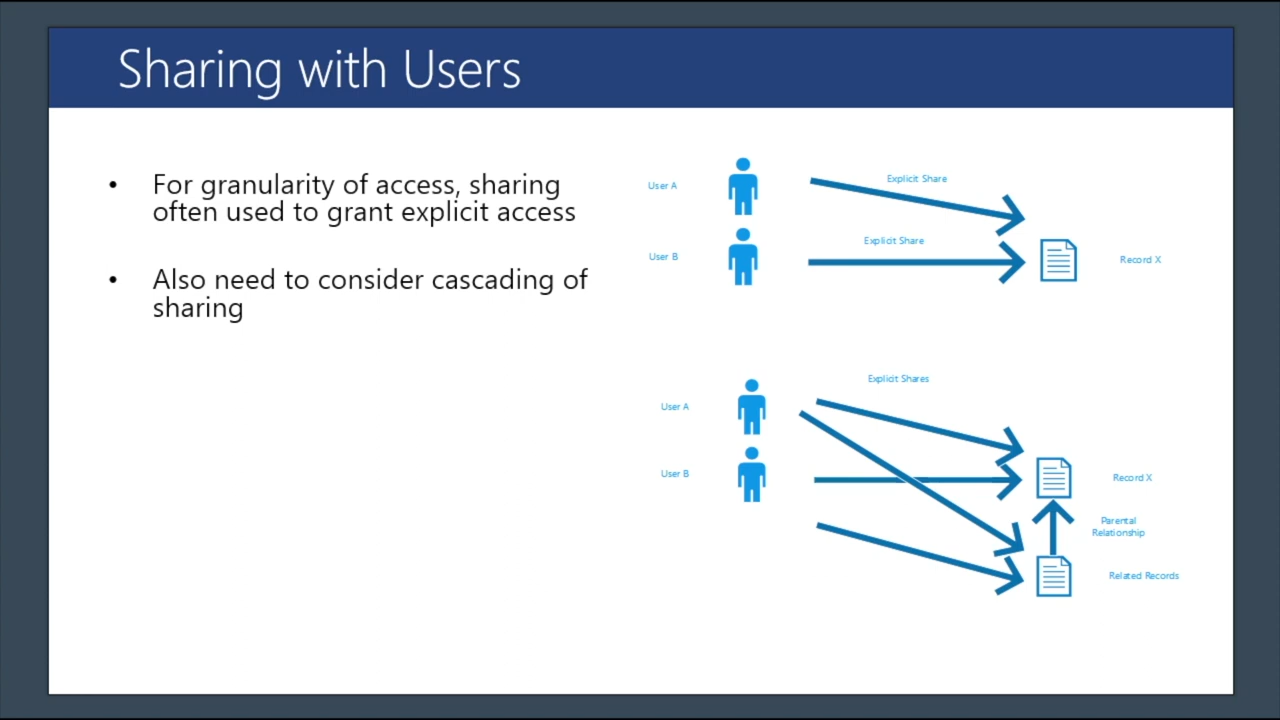 Sharing with Users
• For granularity of access, sharing
often used to grant explicit access
• Also need to consider cascading of
sharing
User A
Explicit Share
User B
Explicit Share
Record X
Explicit Shares
User A
User B
Record X
Parental
Relationship
Related Records